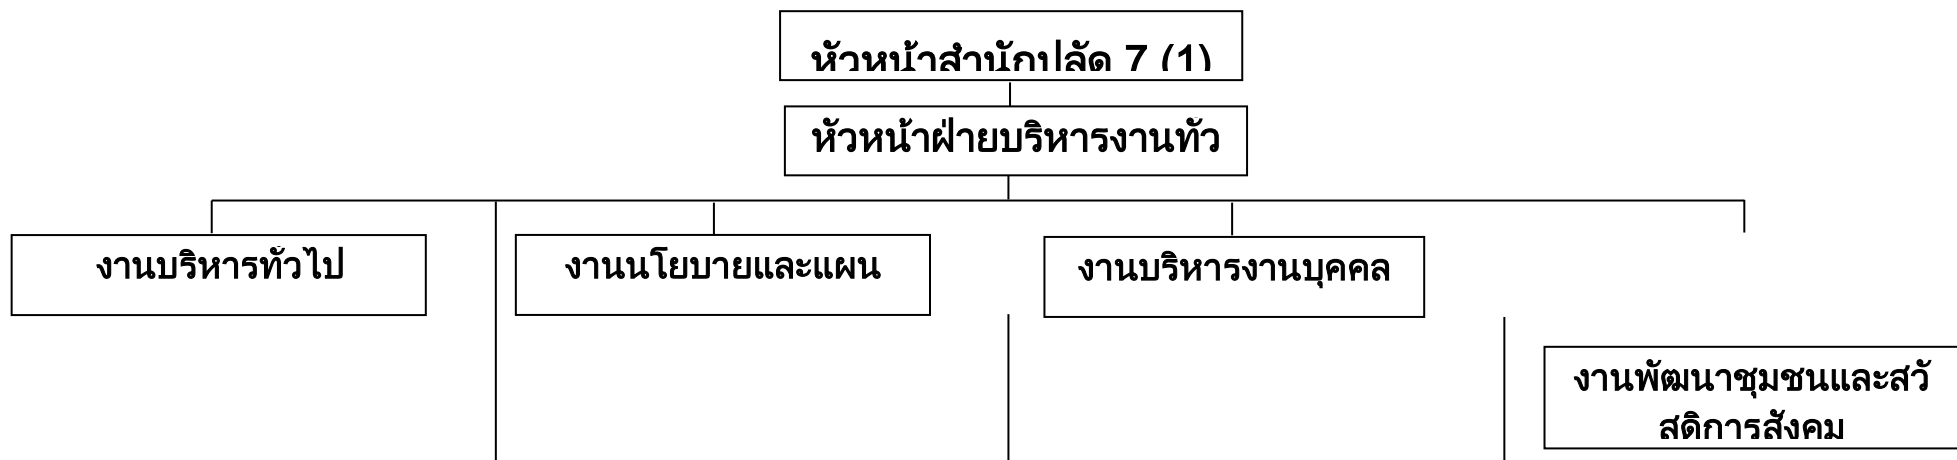 หัวหน้าสำนักปลัด 7 (1)
หัวหน้าฝ่ายบริหารงานทั่ว
งานบริหารทั่วไป
งานนโยบายและแผน
งานบริหารงานบุคคล
งานพัฒนาชุมชนและสวั
สดิการสังคม